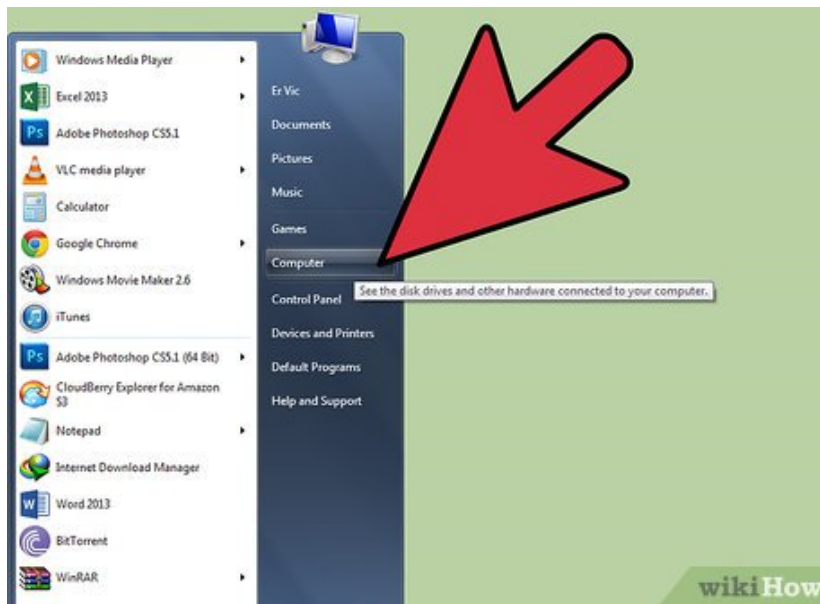 Windows Media Player
Excel 2013
Ps
Adobe Photoshop CS5.1
VLC media player
Calculator
Google Chrome
Windows Movie Maker 2.6
iTunes
Ps
Adobe Photoshop CS5.1 (64 Bit)
CloudBerry Explorer for Amazon
S3
Notepad
Internet Download Manager
Word 2013
BitTorrent
WinRAR
Er Vic
Documents
Pictures
Music
Games
Computer
See the disk drives and other hardware connected to your computer.
Control Panel
Devices and Printers
Default Programs
Help and Support
wikiHow